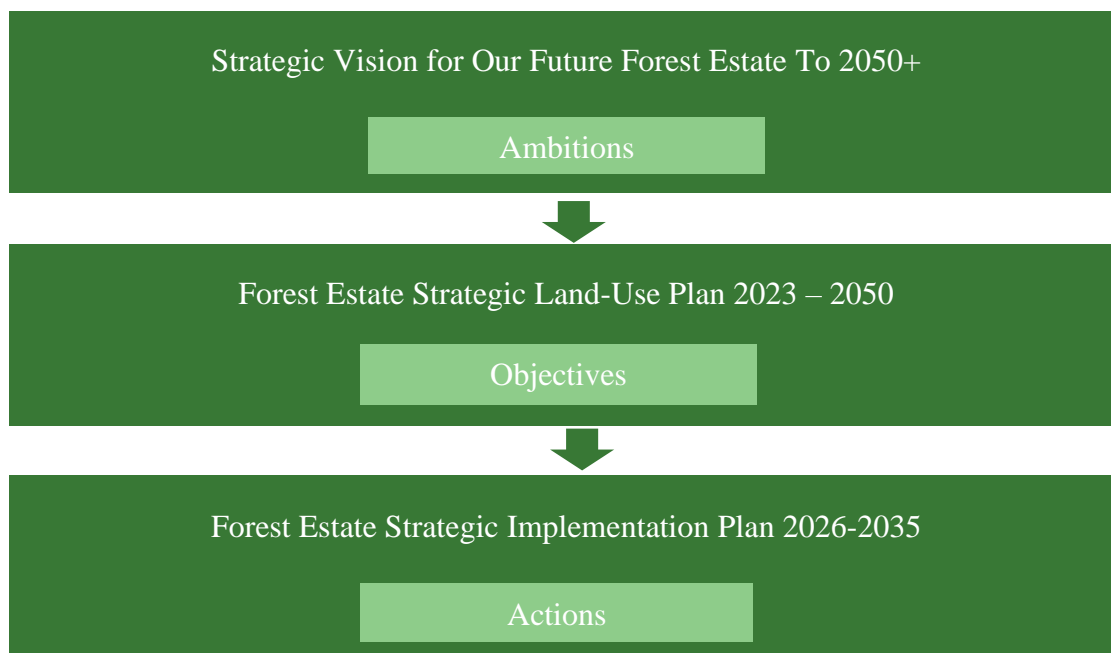 Strategic Vision for Our Future Forest Estate To 2050+
Ambitions
Forest Estate Strategic Land-Use Plan 2023 – 2050
Objectives
Forest Estate Strategic Implementation Plan 2026-2035
Actions